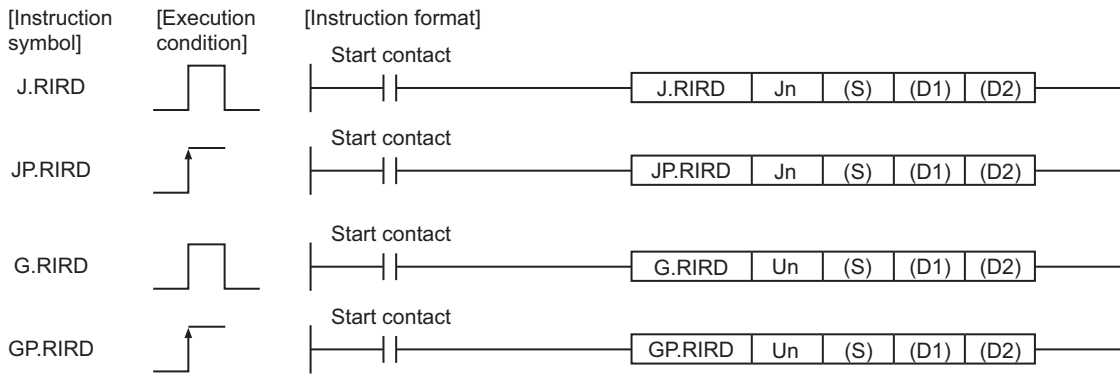 [Instruction symbol] [Execution condition] [Instruction format]
Start contact
J.RIRD J.RIRD Jn (S) (D1) (D2)
Start contact
JP.RIRD JP.RIRD Jn (S) (D1) (D2)
Start contact
G.RIRD G.RIRD Un (S) (D1) (D2)
Start contact
GP.RIRD GP.RIRD Un (S) (D1) (D2)